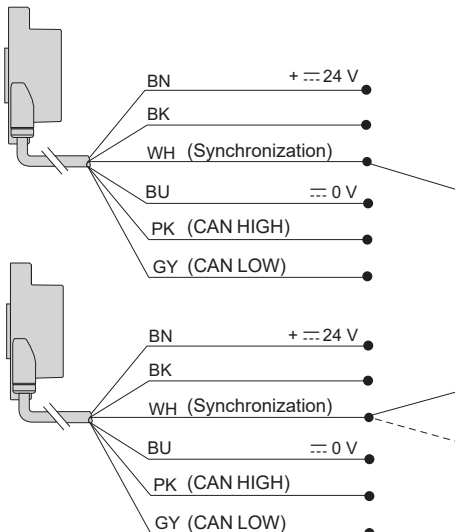 BN + ⎓ 24 V
BK
WH (Synchronization)
BU ⎓ 0 V
PK (CAN HIGH)
GY (CAN LOW)
BN + ⎓ 24 V
BK
WH (Synchronization)
BU ⎓ 0 V
PK (CAN HIGH)
GY (CAN LOW)